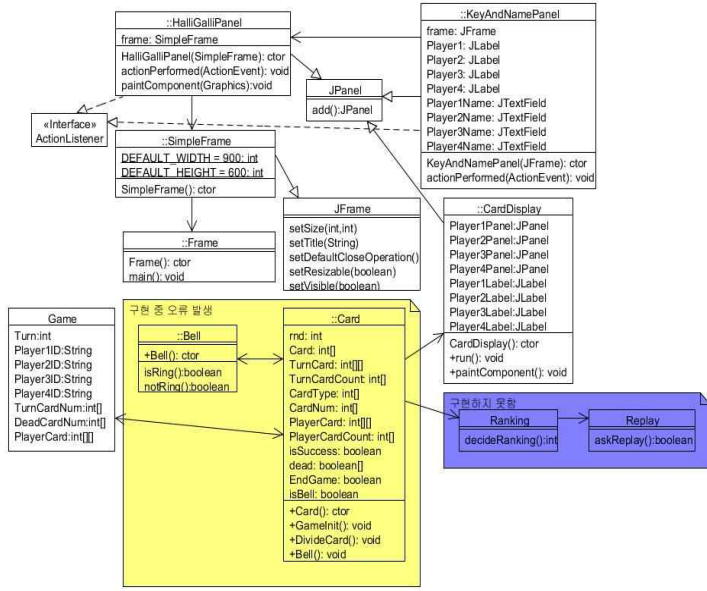 ::HalliGalliPanel
frame: SimpleFrame
HalliGalliPanel(SimpleFrame): ctor
actionPerformed(ActionEvent): void
paintComponent(Graphics):void
::KeyAndNamePanel
frame: JFrame
Player1: JLabel
Player2: JLabel
Player3: JLabel
Player4: JLabel
Player1Name: JTextField
Player2Name: JTextField
Player3Name: JTextField
Player4Name: JTextField
KeyAndNamePanel(JFrame): ctor
actionPerformed(ActionEvent): void
JPanel
add():JPanel
«Interface»
ActionListener
::SimpleFrame
DEFAULT_WIDTH = 900: int
DEFAULT_HEIGHT = 600: int
SimpleFrame(): ctor
JFrame
setSize(int,int)
setTitle(String)
setDefaultCloseOperation()
setResizable(boolean)
setVisible(boolean)
::Frame
Frame(): ctor
main(): void
::CardDisplay
Player1Panel:JPanel
Player2Panel:JPanel
Player3Panel:JPanel
Player4Panel:JPanel
Player1Label:JLabel
Player2Label:JLabel
Player3Label:JLabel
Player4Label:JLabel
CardDisplay(): ctor
+run(): void
+paintComponent(): void
Game
Turn:int
Player1ID:String
Player2ID:String
Player3ID:String
Player4ID:String
TurnCardNum:int[]
DeadCardNum:int[]
PlayerCard:int[][]
구현 중 오류 발생
::Bell
+Bell(): ctor
isRing():boolean
notRing():boolean
::Card
rnd: int
Card: int[]
TurnCard: int[][]
TurnCardCount: int[]
CardType: int[]
CardNum: int[]
PlayerCard: int[][]
PlayerCardCount: int[]
isSuccess: boolean
dead: boolean[]
EndGame: boolean
isBell: boolean
+Card(): ctor
+GameInit(): void
+DivideCard(): void
+Bell(): void
구현하지 못함
Ranking
decideRanking():int
Replay
askReplay():boolean